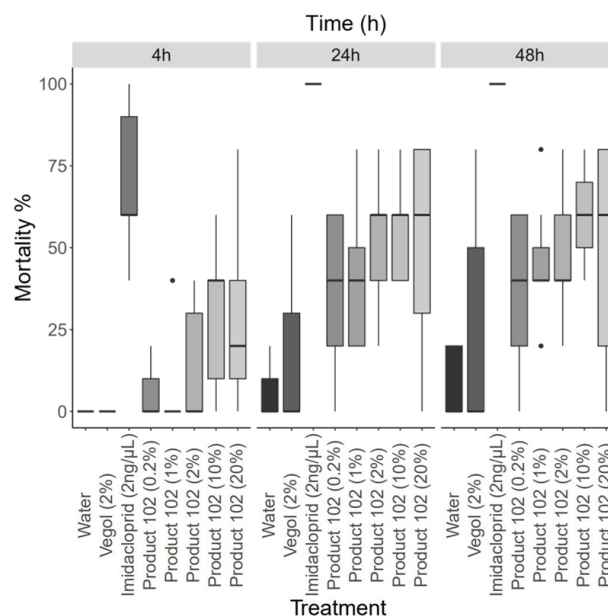 Time (h)
4h
24h
48h
Mortality %
100
75
50
25
0
Water
Vegol (2%)
Imidacloprid (2ng/µL)
Product 102 (0.2%)
Product 102 (1%)
Product 102 (2%)
Product 102 (10%)
Product 102 (20%)
Water
Vegol (2%)
Imidacloprid (2ng/µL)
Product 102 (0.2%)
Product 102 (1%)
Product 102 (2%)
Product 102 (10%)
Product 102 (20%)
Water
Vegol (2%)
Imidacloprid (2ng/µL)
Product 102 (0.2%)
Product 102 (1%)
Product 102 (2%)
Product 102 (10%)
Product 102 (20%)
Treatment